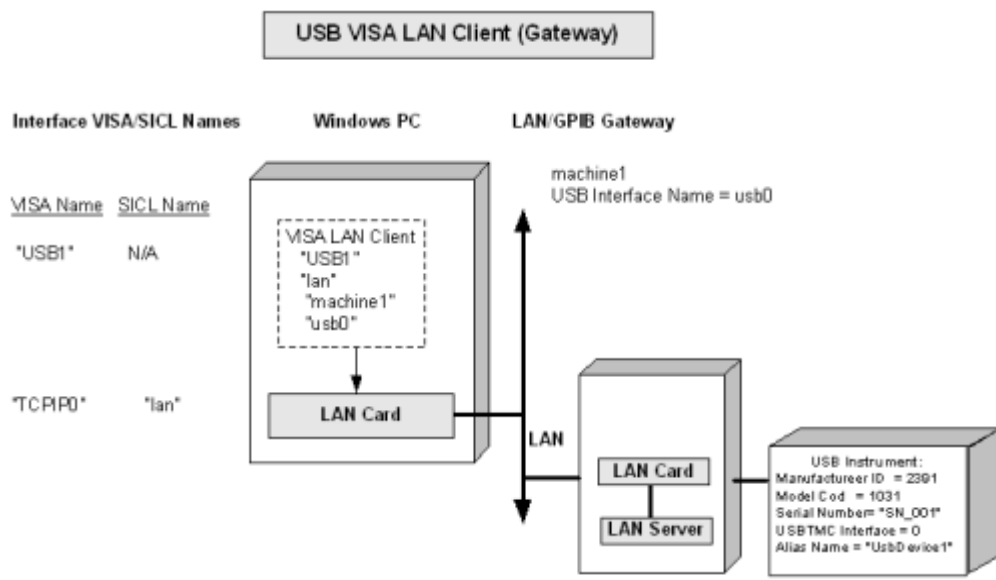 USB VISA LAN Client (Gateway)
Interface VISA/SICL Names
Windows PC
LAN/GPIB Gateway
machine1
USB Interface Name = usb0
VISA Name SICL Name
"USB1" N/A
VISA LAN Client
"USB1"
"lan"
"machine1"
"usb0"
"TCPIP0" "lan"
LAN Card
LAN
LAN Card
LAN Server
USB Instrument:
Manufactureer ID = 2391
Model Cod = 1031
Serial Number= "SN_001"
USBTMC Interface = 0
Alias Name = "UsbDevice1"